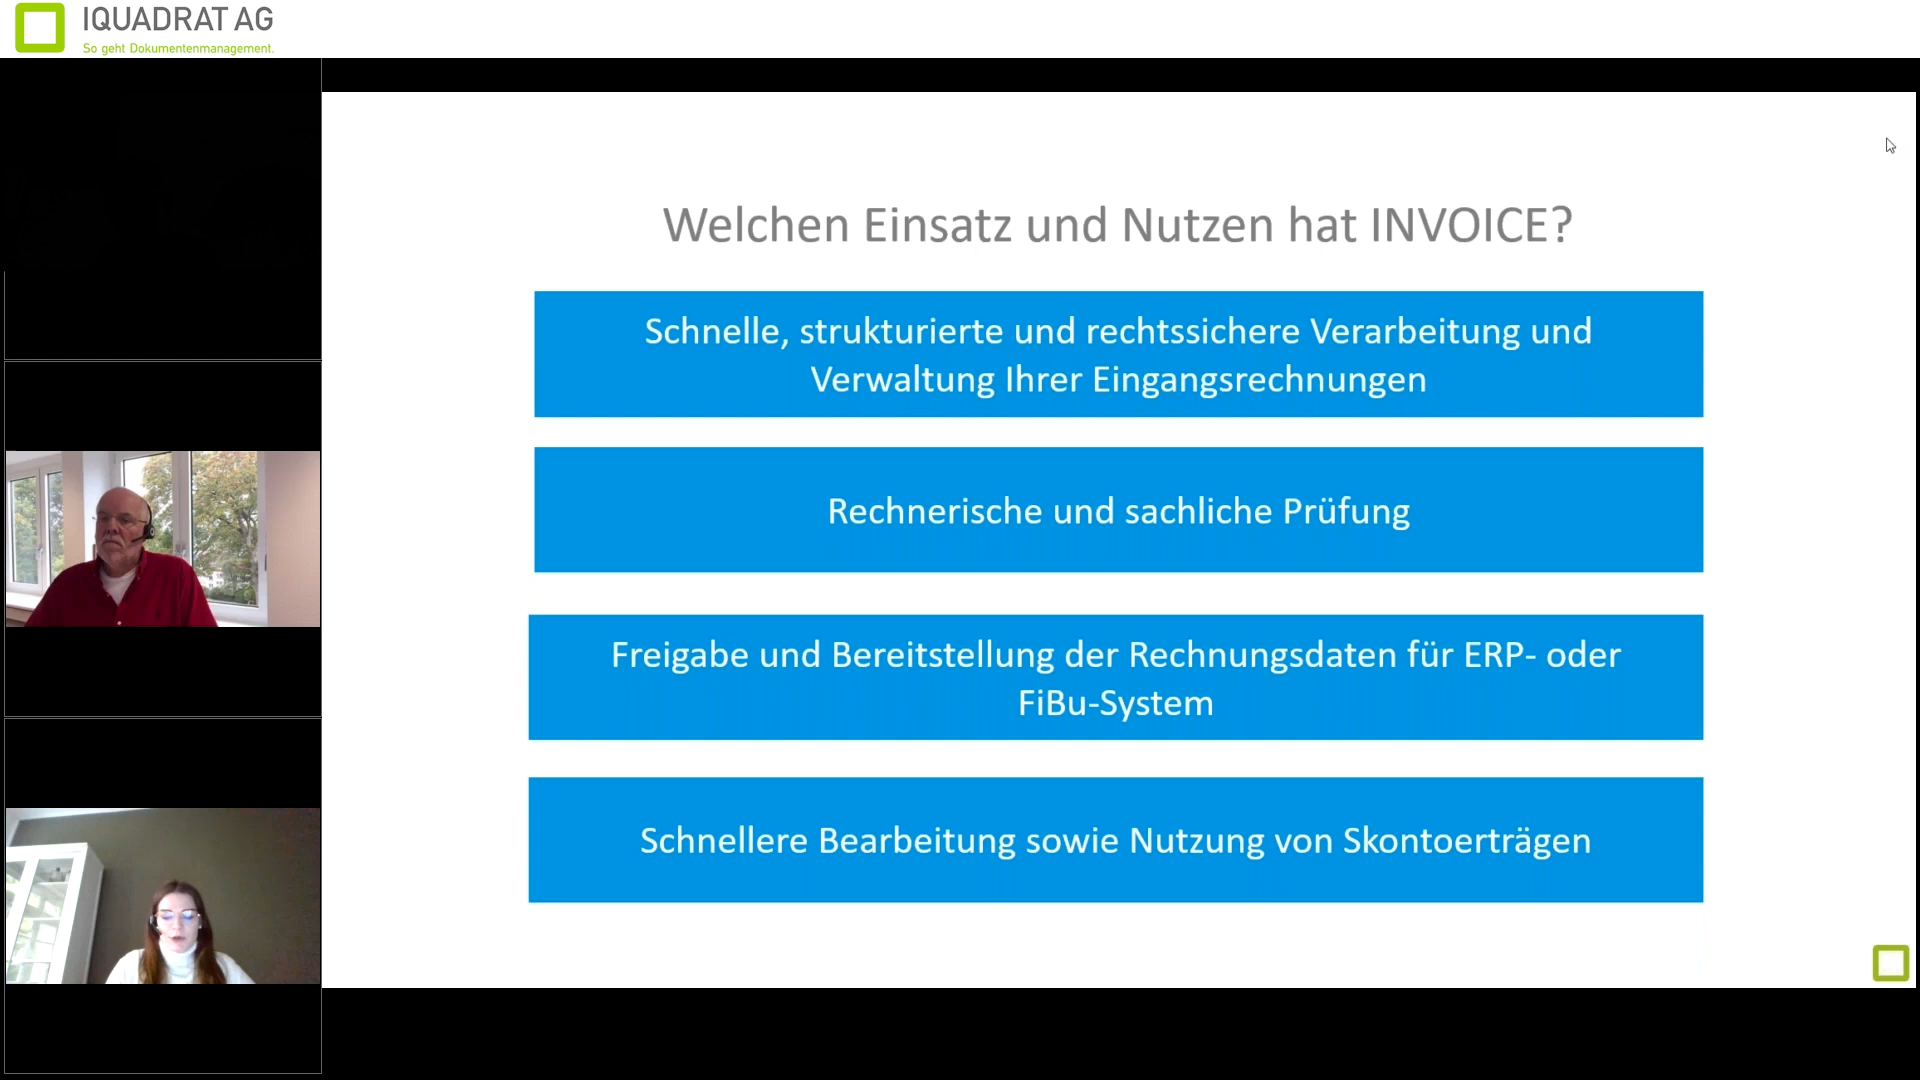 IQUADRAT AG
So geht Dokumentenmanagement.
Welchen Einsatz und Nutzen hat INVOICE?
Schnelle, strukturierte und rechtssichere Verarbeitung und
Verwaltung Ihrer Eingangsrechnungen
Rechnerische und sachliche Prüfung
Freigabe und Bereitstellung der Rechnungsdaten für ERP- oder
FiBu-System
Schnellere Bearbeitung sowie Nutzung von Skontoerträgen